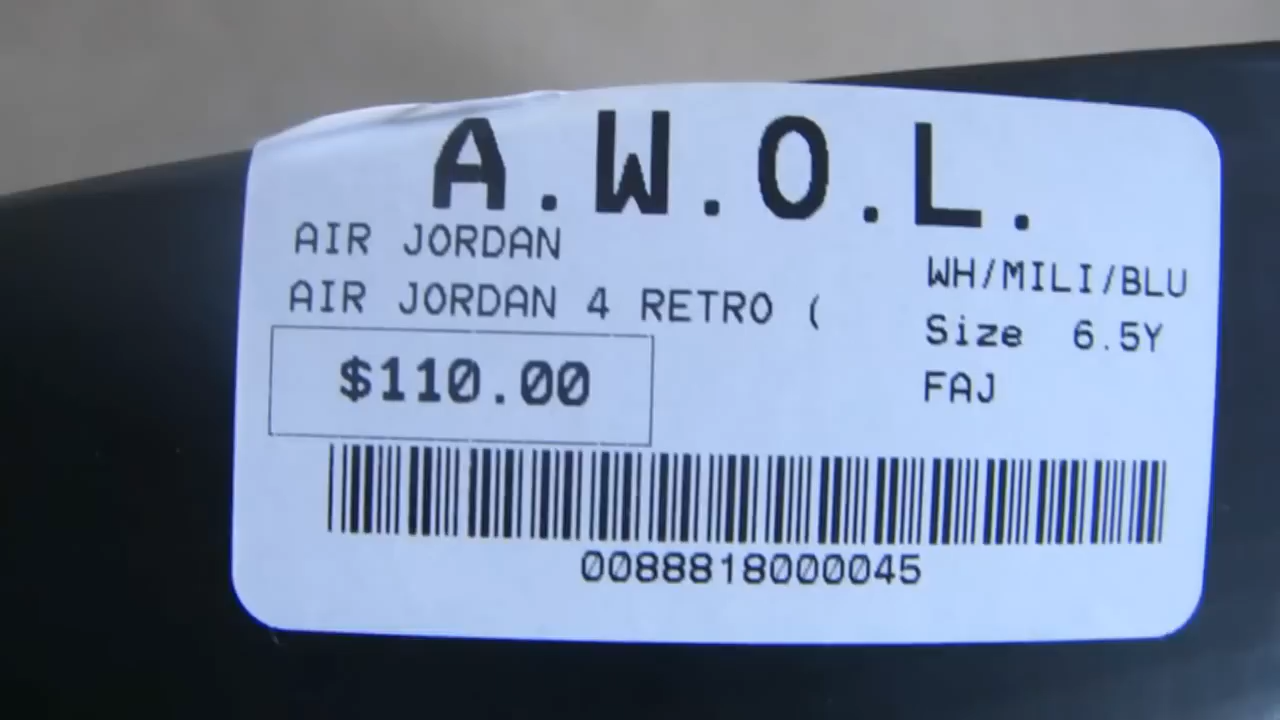 A.W.O.L.
AIR JORDAN
AIR JORDAN 4 RETRO (
WH/MILI/BLU
Size 6.5Y
FAJ
$110.00
0088818000045